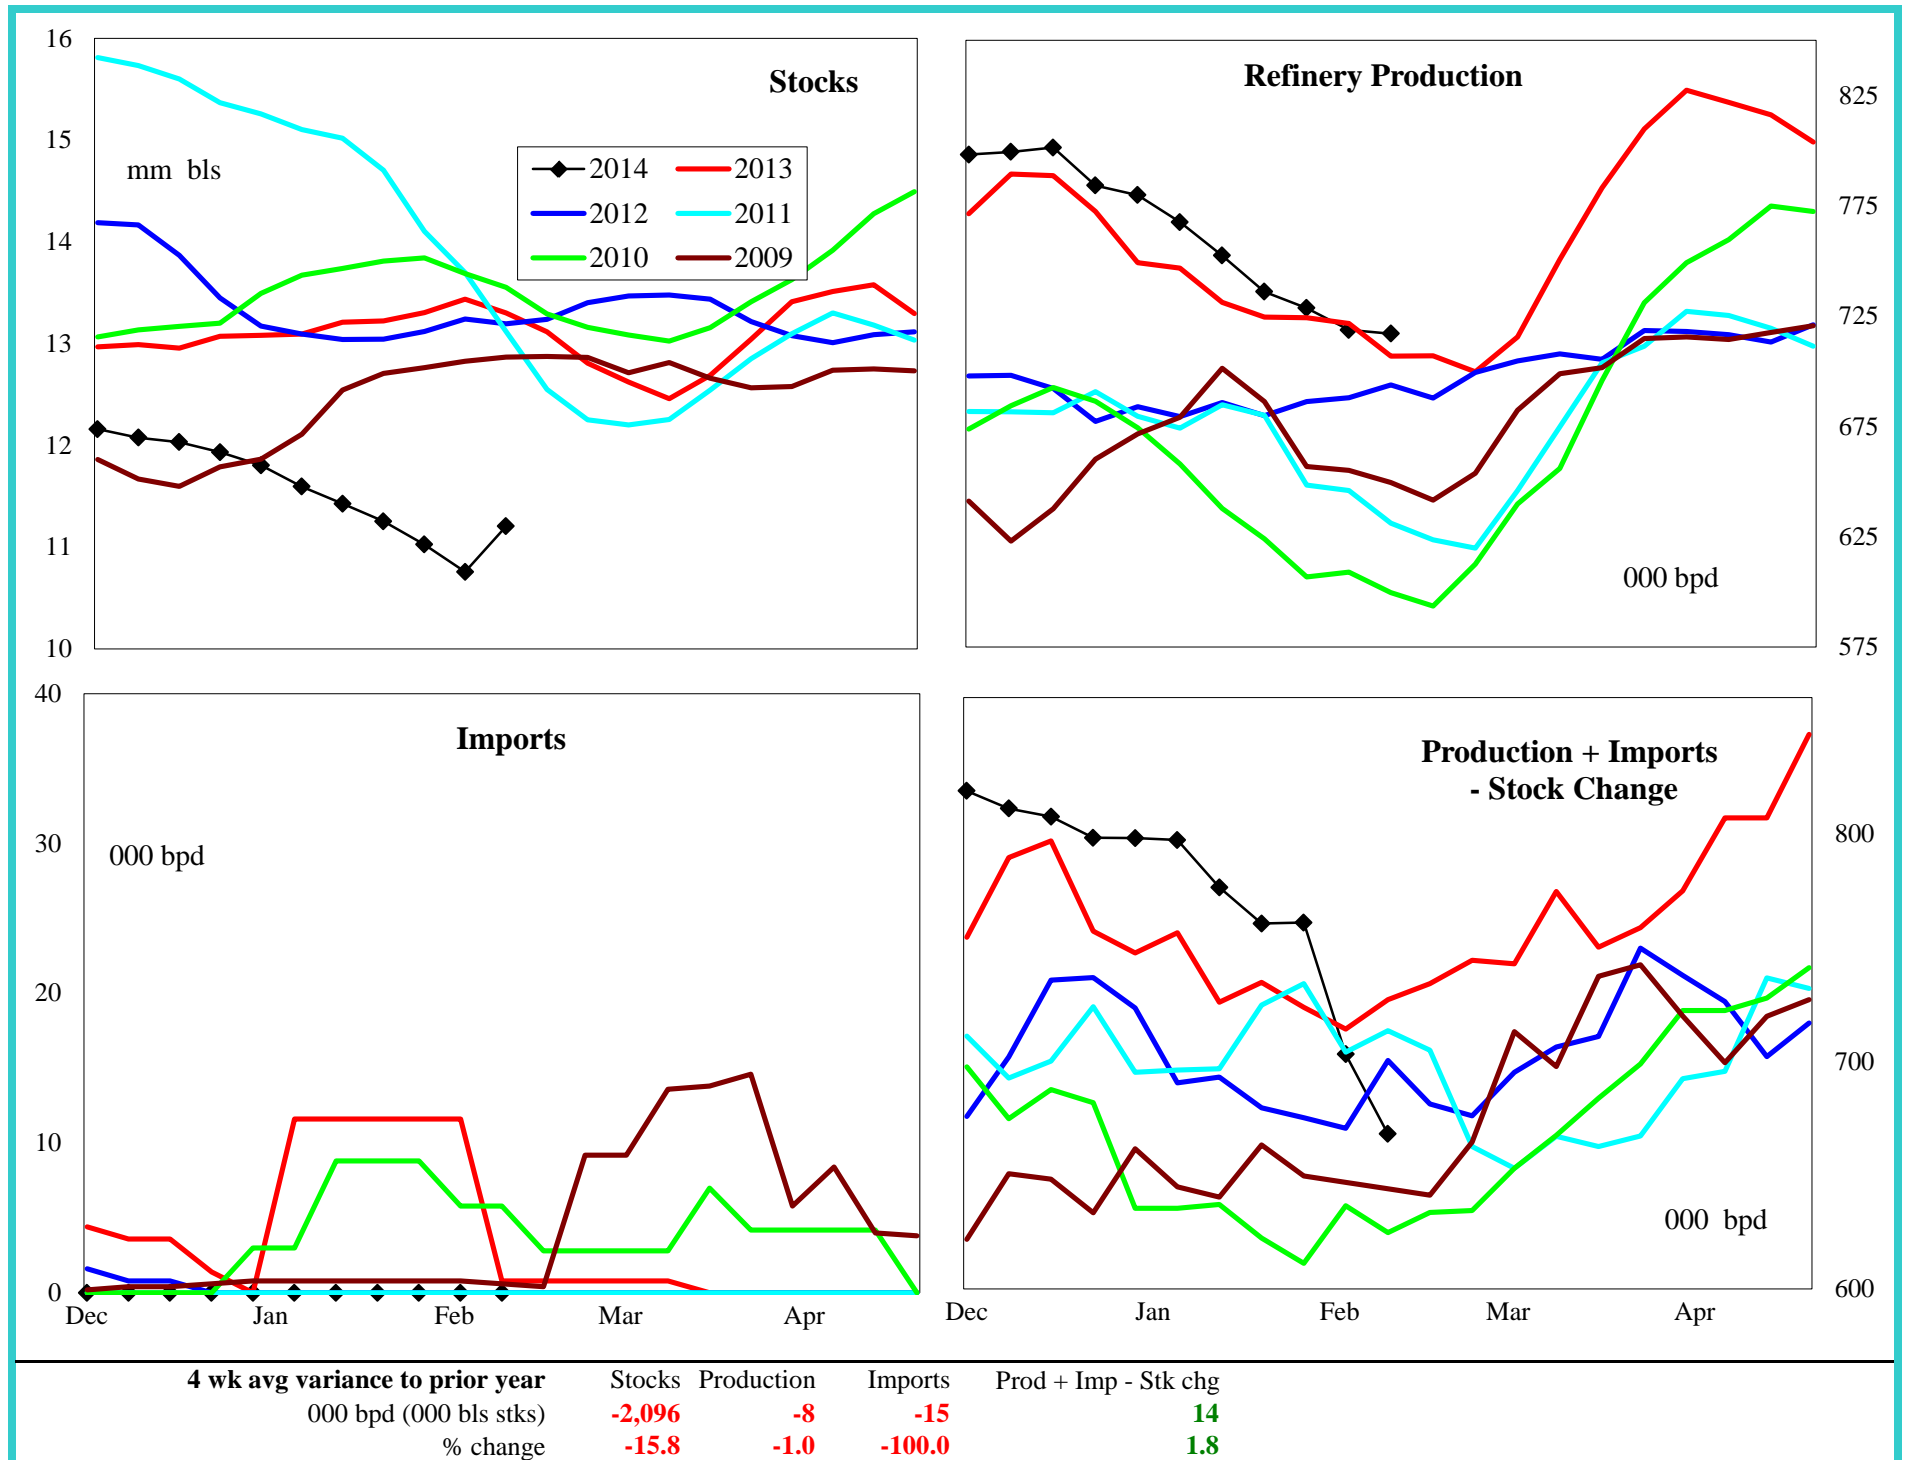 Stocks
16
15
14
13
12
11
10
mm bls
2014 2013
2012 2011
2010 2009
Refinery Production
825
775
725
675
625
575
000 bpd
Imports
40
30
20
10
0
000 bpd
Dec Jan Feb Mar Apr
Production + Imports
- Stock Change
800
700
600
000 bpd
Dec Jan Feb Mar Apr
4 wk avg variance to prior year Stocks Production Imports Prod + Imp - Stk chg
000 bpd (000 bls stks) -2,096 -8 -15 14
% change -15.8 -1.0 -100.0 1.8